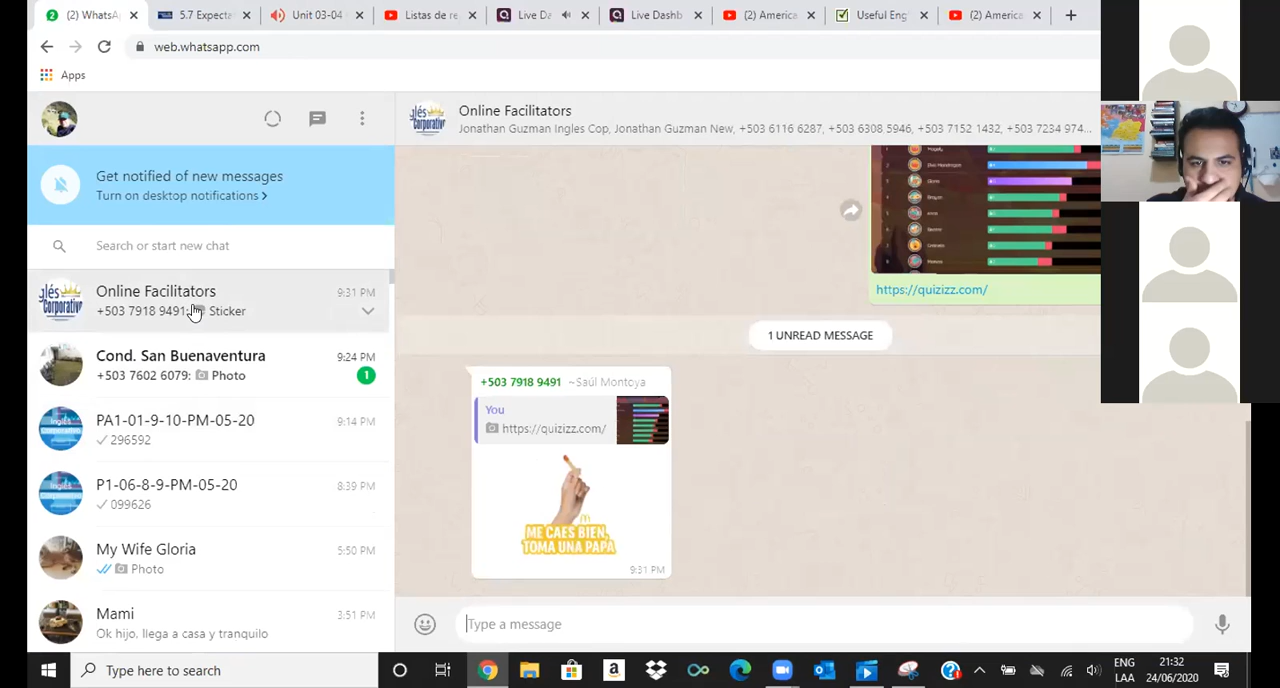 (2) WhatsA
5.7 Expecta
Unit 03-04
Listas de re
Live Da
Live Dashb
(2) America
Useful Eng
(2) America
web.whatsapp.com
Apps
Online Facilitators
Jonathan Guzman Ingles Cop, Jonathan Guzman New, +503 6116 6287, +503 6308 5946, +503 7152 1432, +503 7234 974...
Get notified of new messages
Turn on desktop notifications >
Search or start new chat
Online Facilitators
9:31 PM
+503 7918 9491: Sticker
Cond. San Buenaventura
9:24 PM
+503 7602 6079: Photo
1
PA1-01-9-10-PM-05-20
9:14 PM
296592
P1-06-8-9-PM-05-20
8:39 PM
099626
My Wife Gloria
5:50 PM
Photo
Mami
3:51 PM
Ok hijo, llega a casa y tranquilo
https://quizizz.com/
1 UNREAD MESSAGE
+503 7918 9491 ~Saúl Montoya
You
https://quizizz.com/
ME CAES BIEN,
TOMA UNA PAPA
9:31 PM
Type a message
Type here to search
ENG
LAA
21:32
24/06/2020